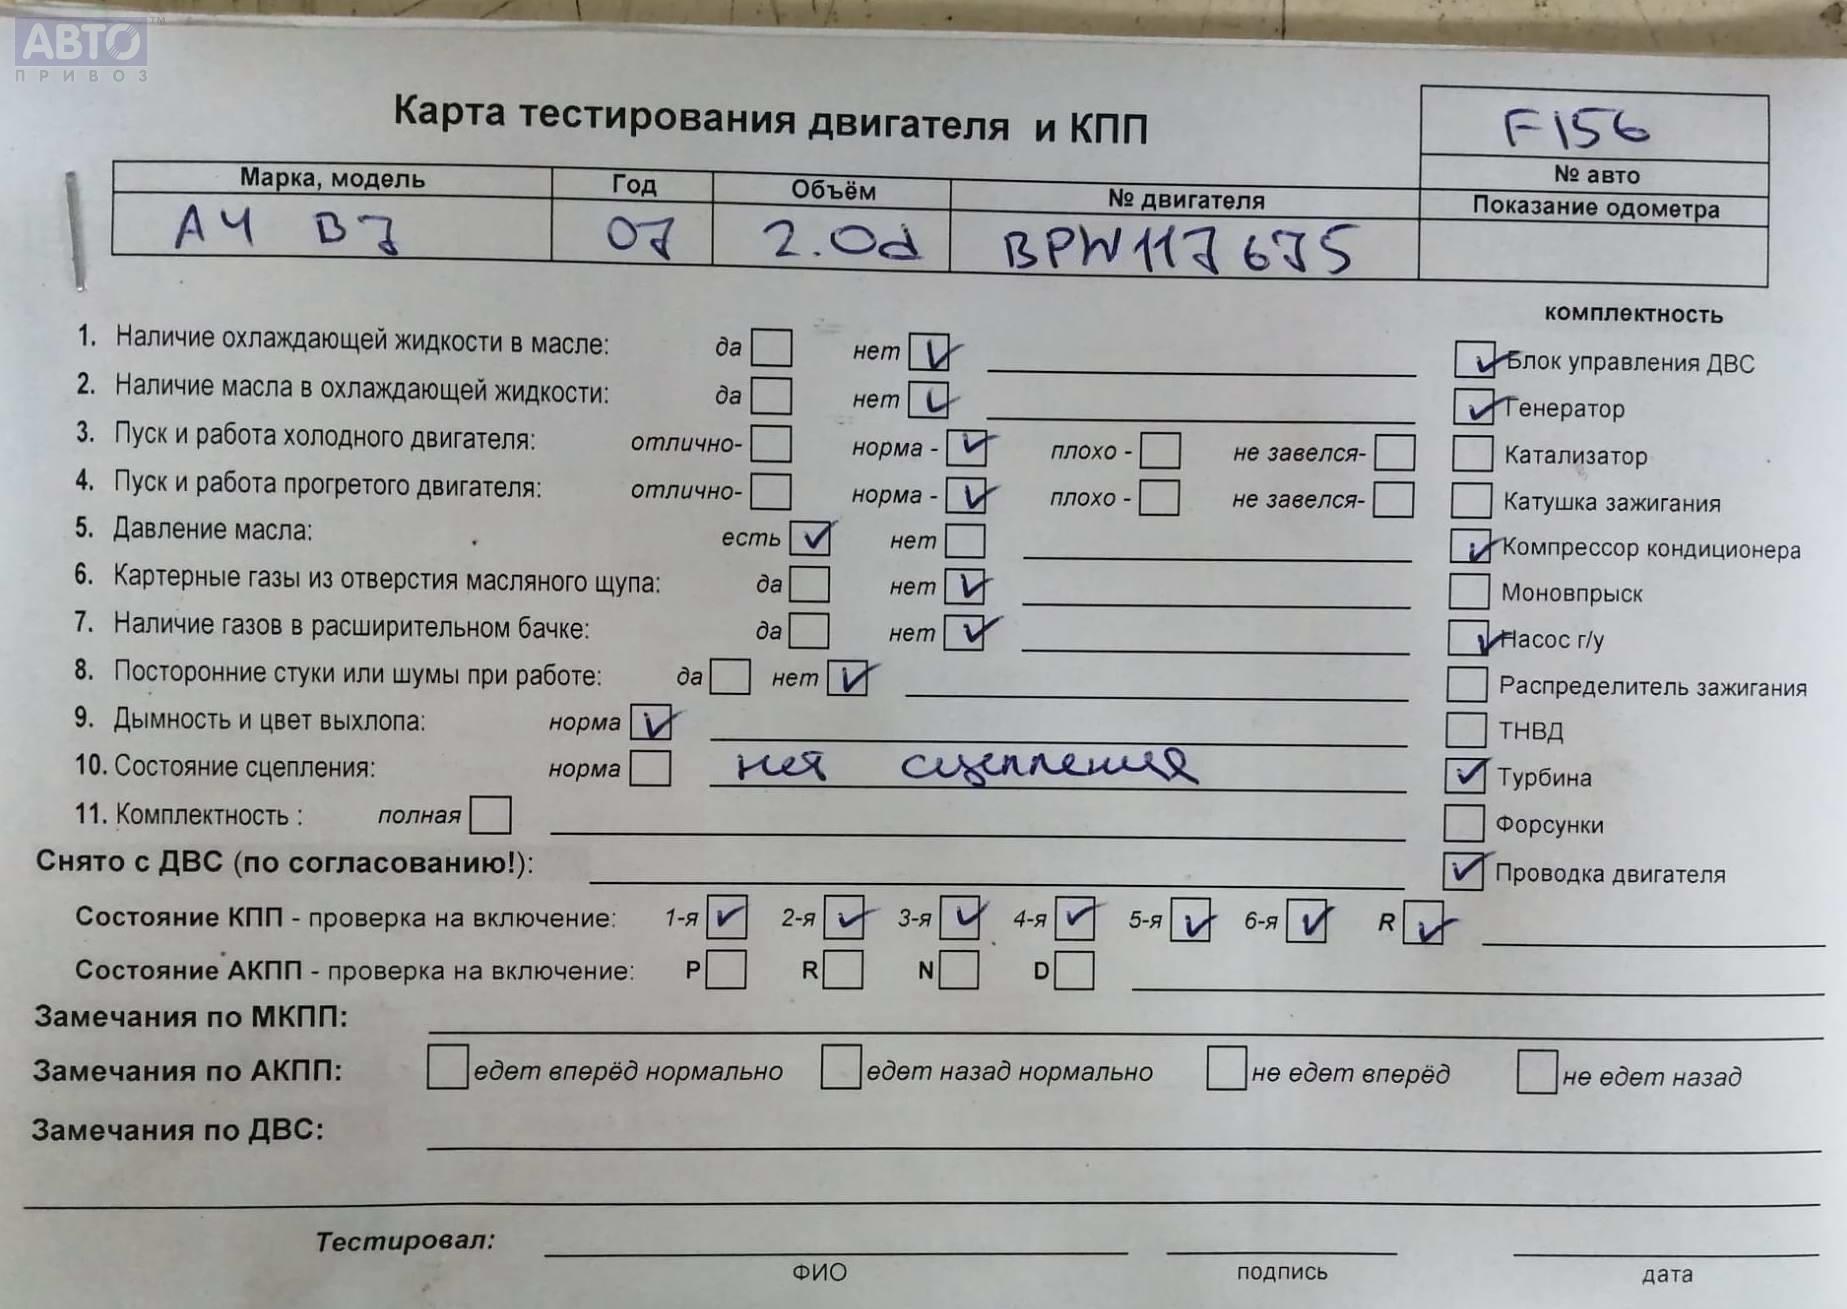 АВТО™
ПРИВОЗ
Карта тестирования двигателя и КПП
F156
№ авто
Марка, модель Год Объём № двигателя Показание одометра
A4 B7 07 2.0d BPW117675
комплектность
1. Наличие охлаждающей жидкости в масле: да нет ✓
✓ Блок управления ДВС
2. Наличие масла в охлаждающей жидкости: да нет ✓
✓ Генератор
3. Пуск и работа холодного двигателя: отлично- норма - ✓ плохо - не завелся-
Катализатор
4. Пуск и работа прогретого двигателя: отлично- норма - ✓ плохо - не завелся-
Катушка зажигания
5. Давление масла: есть ✓ нет
✓ Компрессор кондиционера
6. Картерные газы из отверстия масляного щупа: да нет ✓
Моновпрыск
7. Наличие газов в расширительном бачке: да нет ✓
✓ Насос г/у
8. Посторонние стуки или шумы при работе: да нет ✓
Распределитель зажигания
9. Дымность и цвет выхлопа: норма ✓
ТНВД
10. Состояние сцепления: норма нет сцепления
✓ Турбина
11. Комплектность : полная
Форсунки
Снято с ДВС (по согласованию!):
✓ Проводка двигателя
Состояние КПП - проверка на включение: 1-я ✓ 2-я ✓ 3-я ✓ 4-я ✓ 5-я ✓ 6-я ✓ R ✓
Состояние АКПП - проверка на включение: P R N D
Замечания по МКПП:
Замечания по АКПП: едет вперёд нормально едет назад нормально не едет вперёд не едет назад
Замечания по ДВС:
Тестировал:
ФИО подпись дата